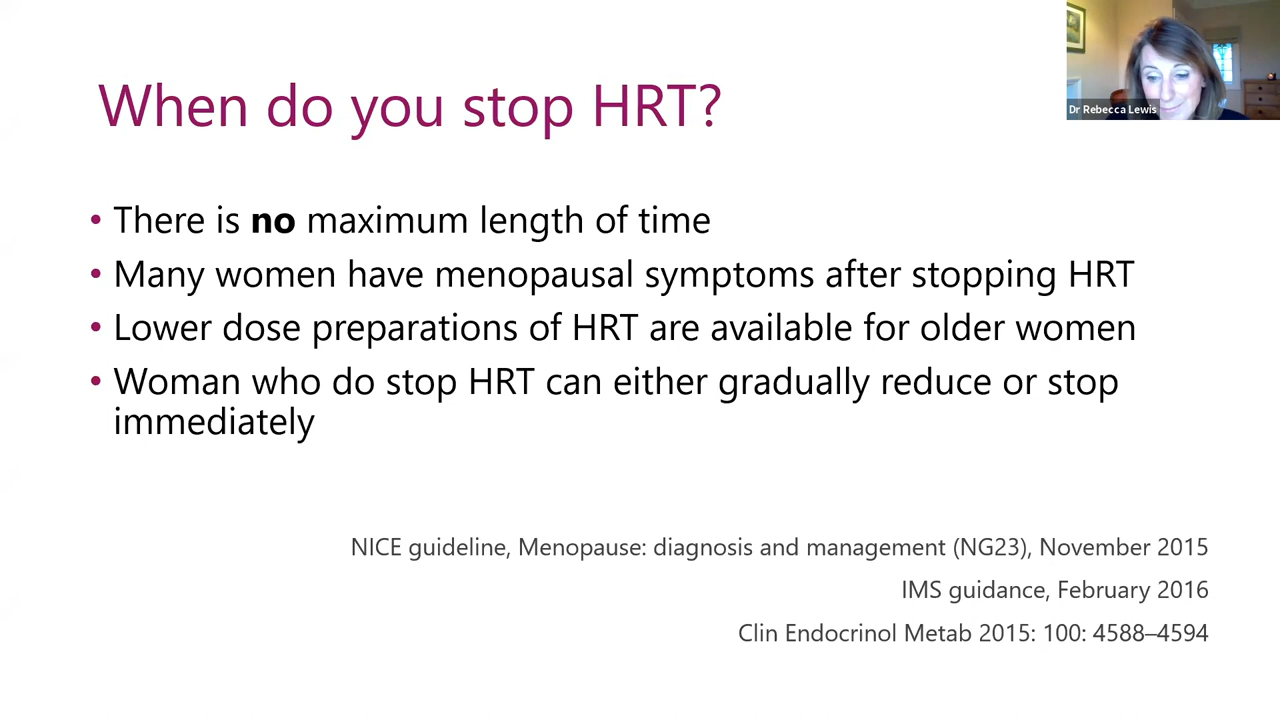 When do you stop HRT?
Dr Rebecca Lewis
• There is no maximum length of time
• Many women have menopausal symptoms after stopping HRT
• Lower dose preparations of HRT are available for older women
• Woman who do stop HRT can either gradually reduce or stop
immediately
NICE guideline, Menopause: diagnosis and management (NG23), November 2015
IMS guidance, February 2016
Clin Endocrinol Metab 2015: 100: 4588–4594